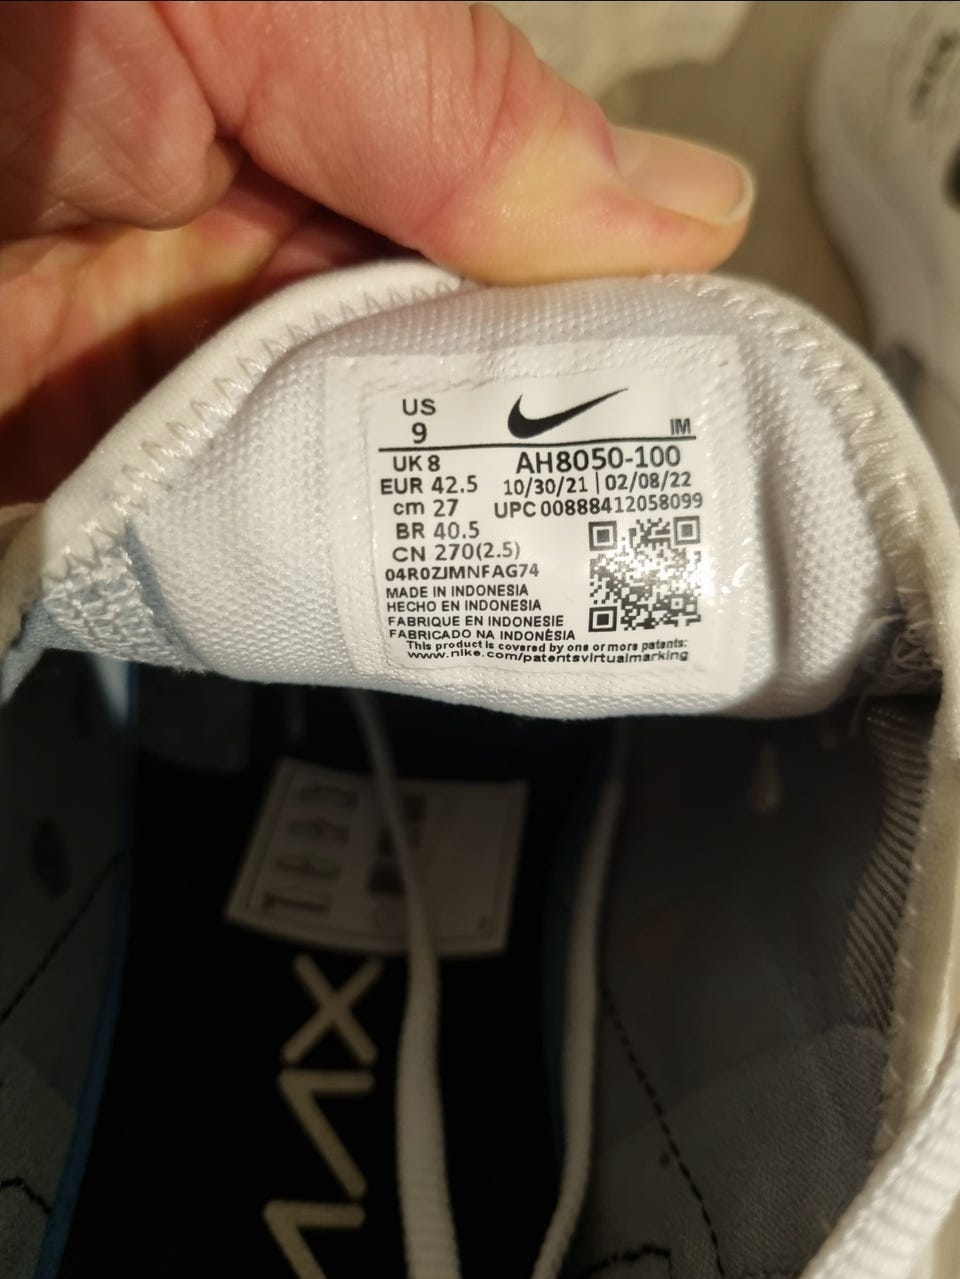 US
9
IM
UK 8
AH8050-100
EUR 42.5
10/30/21 | 02/08/22
cm 27
UPC 00888412058099
BR 40.5
CN 270(2.5)
04R0ZJMNFAG74
MADE IN INDONESIA
HECHO EN INDONESIA
FABRIQUE EN INDONESIE
FABRICADO NA INDONÉSIA
This product is covered by one or more patents:
www.nike.com/patentsvirtualmarking